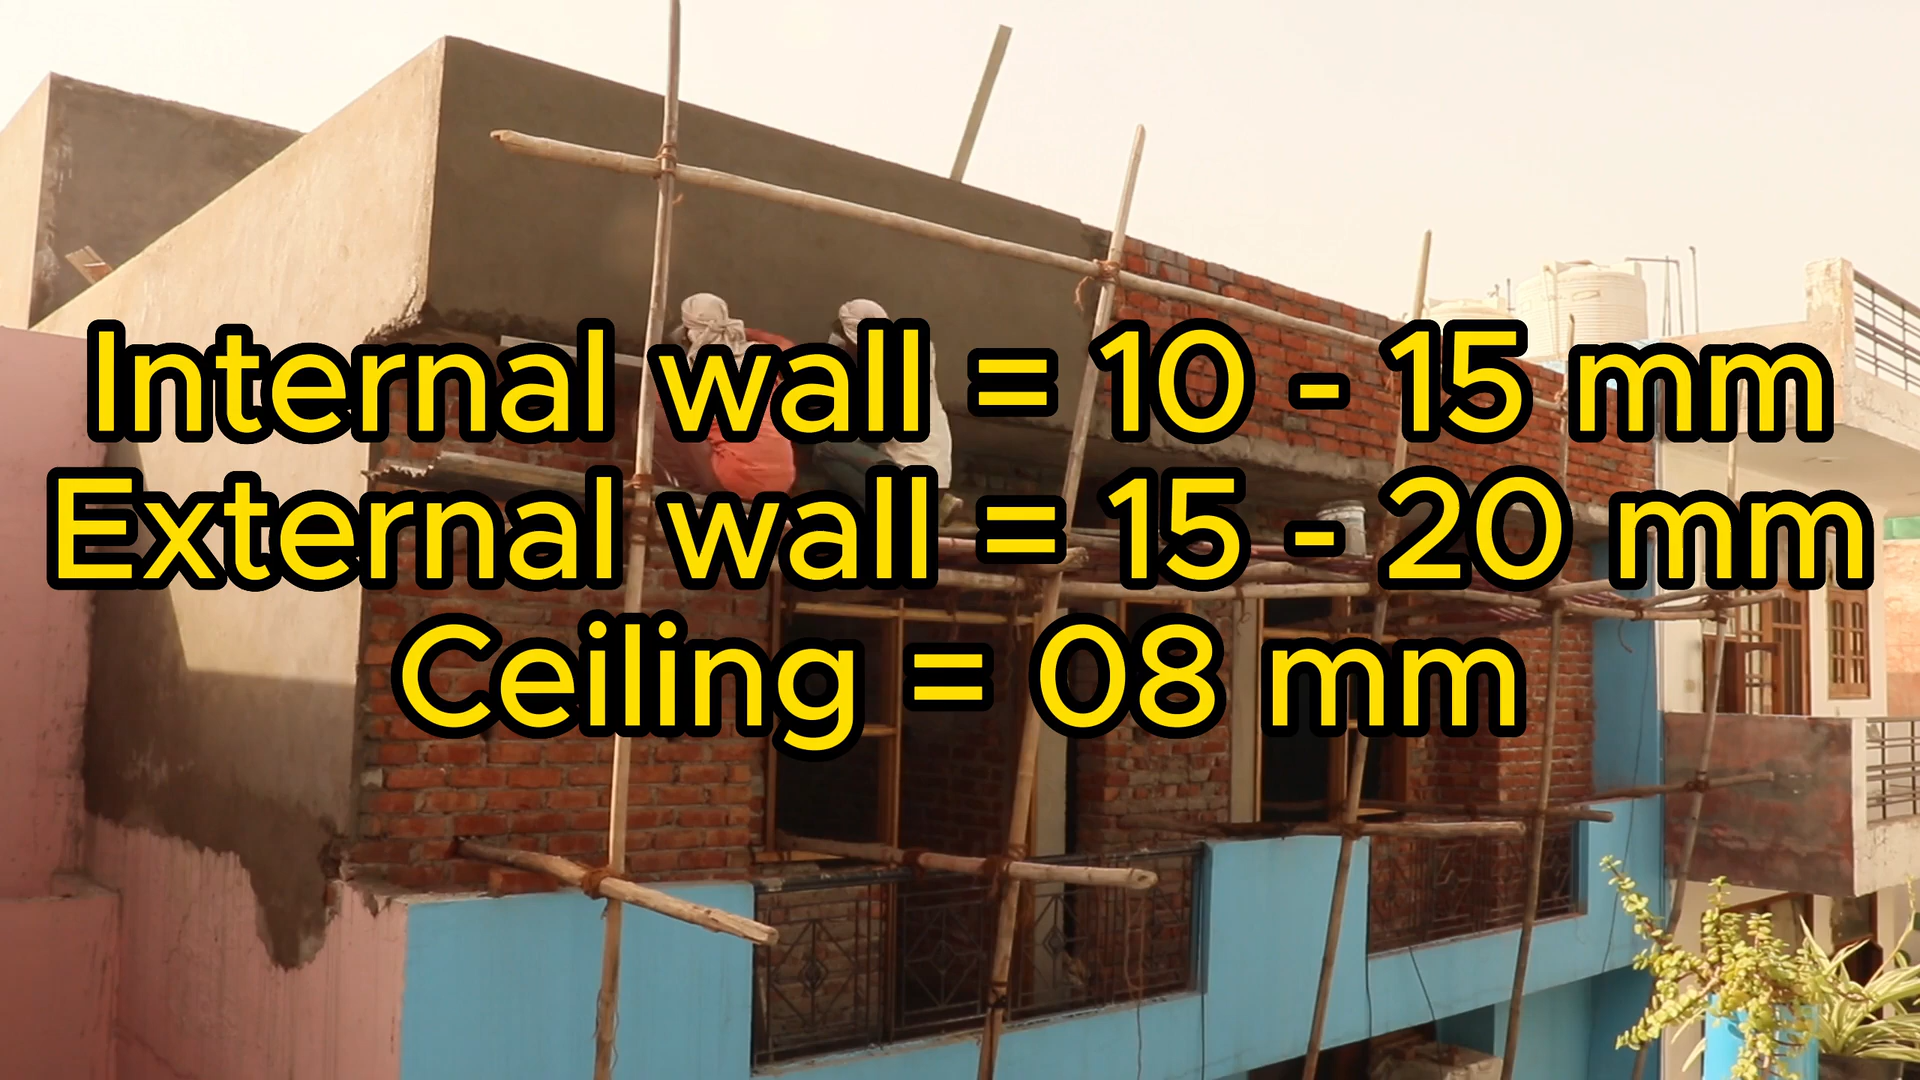 Internal wall = 10 - 15 mm
External wall = 15 - 20 mm
Ceiling = 08 mm